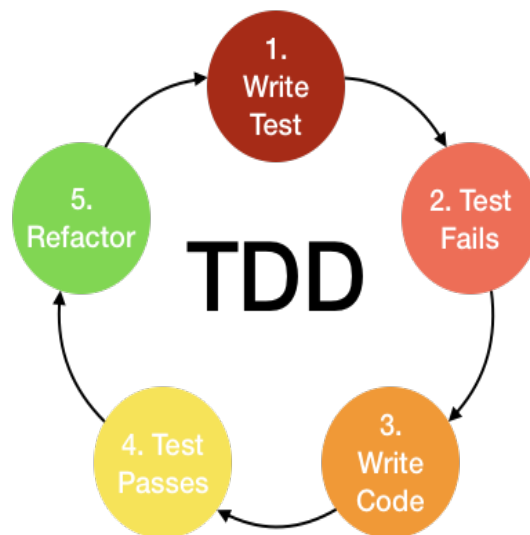 1.
Write
Test
2. Test
Fails
3.
Write
Code
4. Test
Passes
5.
Refactor
TDD